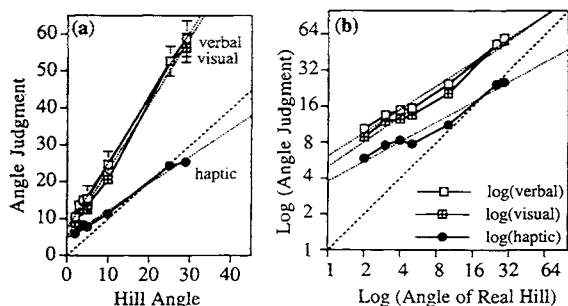 (a)
verbal
visual
haptic
Angle Judgment
60
50
40
30
20
10
0
0
10
20
30
40
Hill Angle
(b)
Log (Angle Judgment)
64
32
16
8
4
2
1
log(verbal)
log(visual)
log(haptic)
1
2
4
8
16
32
64
Log (Angle of Real Hill)